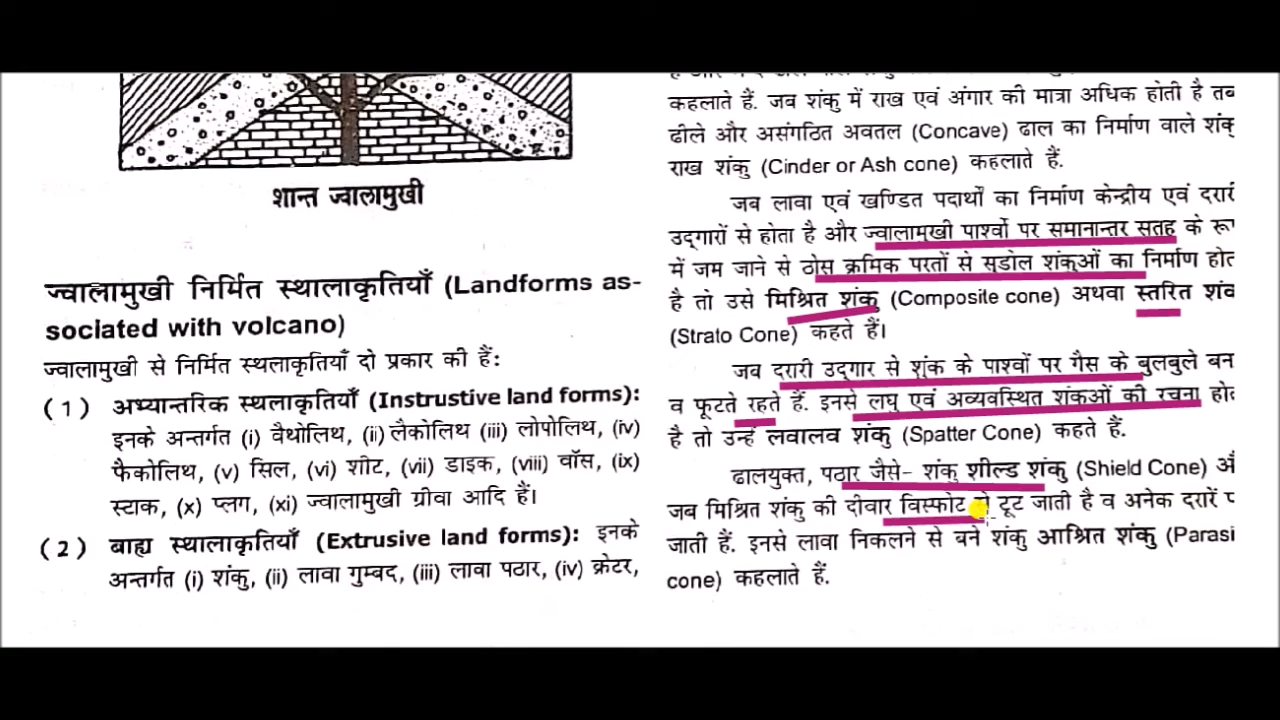 शान्त ज्वालामुखी
ज्वालामुखी निर्मित स्थालाकृतियाँ (Landforms as-
sociated with volcano)
ज्वालामुखी से निर्मित स्थलाकृतियाँ दो प्रकार की हैं:
(1) अभ्यान्तरिक स्थलाकृतियाँ (Instrustive land forms):
इनके अन्तर्गत (i) वैथोलिथ, (ii) लैकोलिथ (iii) लोपोलिथ, (iv)
फैकोलिथ, (v) सिल, (vi) शीट, (vii) डाइक, (viii) वॉस, (ix)
स्टाक, (x) प्लग, (xi) ज्वालामुखी ग्रीवा आदि हैं।
(2) बाह्य स्थालाकृतियाँ (Extrusive land forms): इनके
अन्तर्गत (i) शंकु, (ii) लावा गुम्बद, (iii) लावा पठार, (iv) क्रेटर,
कहलाते हैं. जब शंकु में राख एवं अंगार की मात्रा अधिक होती है
ढीले और असंगठित अवतल (Concave) ढाल का निर्माण वाले
राख शंकु (Cinder or Ash cone) कहलाते हैं.
जब लावा एवं खण्डित पदार्थों का निर्माण केन्द्रीय एवं
उद्गारों से होता है और ज्वालामुखी पार्श्वो पर समानान्तर सतह के
में जम जाने से ठोस क्रमिक परतों से सुडोल शंकुओं का निर्माण
है तो उसे मिश्रित शंकु (Composite cone) अथवा स्तरित
(Strato Cone) कहते हैं।
जब दरारी उद्गार से शंक के पाश्वों पर गैस के बुलबुले बन
व फूटते रहते हैं. इनसे लघु एवं अव्यवस्थित शंकओं की रचना
है तो उन्हें लवालव शंकु (Spatter Cone) कहते हैं.
ढालयुक्त, पठार जैसे- शंकु शील्ड शंकु (Shield Cone)
जब मिश्रित शंकु की दीवार विस्फोट से टूट जाती है व अनेक दरारें
जाती हैं. इनसे लावा निकलने से बने शंकु आश्रित शंकु (Parasi
cone) कहलाते हैं.